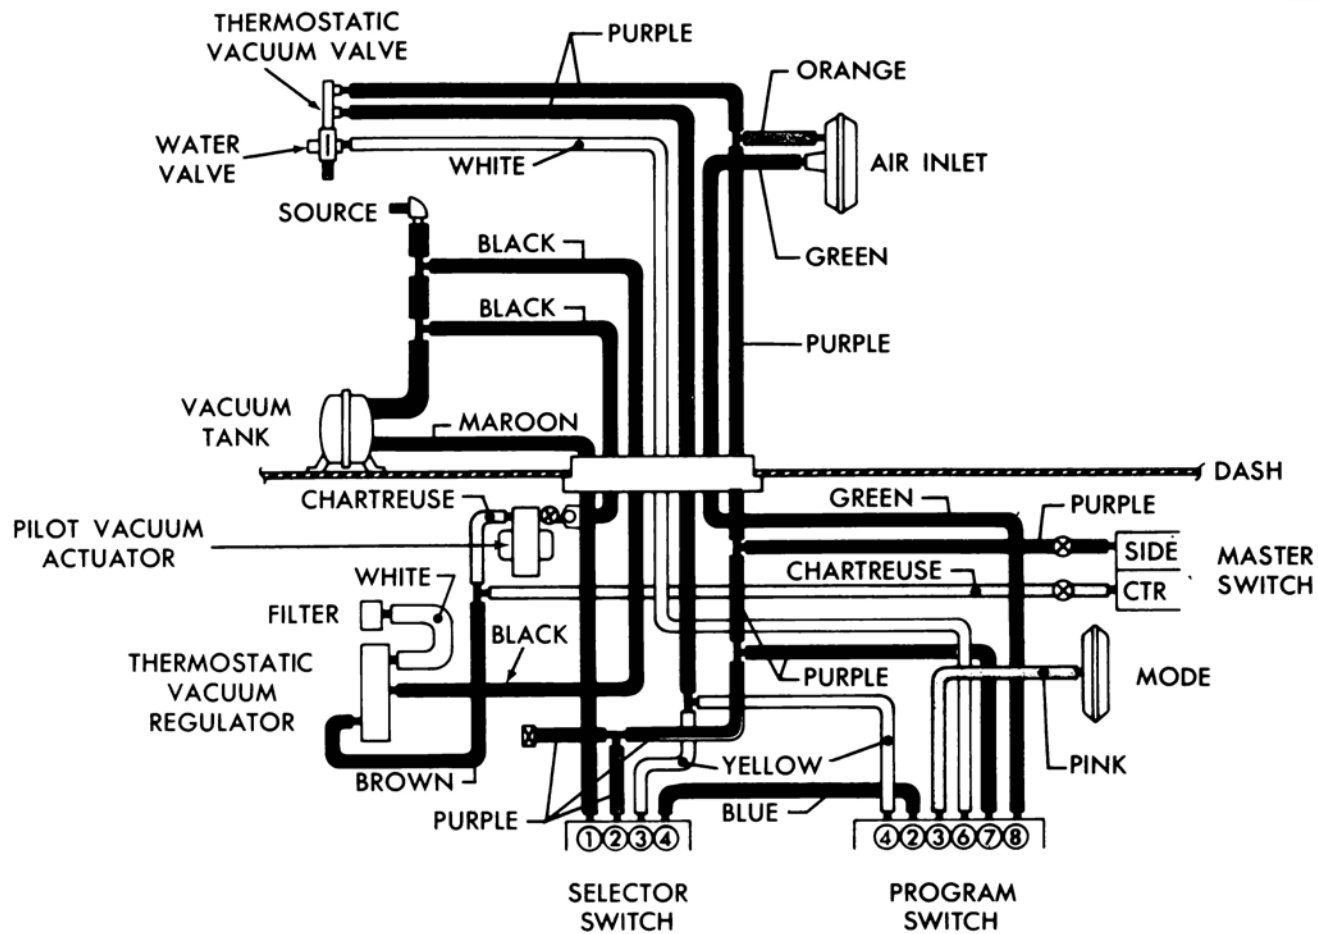 THERMOSTATIC
VACUUM VALVE
PURPLE
ORANGE
WATER
VALVE
WHITE
AIR INLET
SOURCE
BLACK
GREEN
BLACK
PURPLE
VACUUM
TANK
MAROON
DASH
CHARTREUSE
GREEN
PURPLE
PILOT VACUUM
ACTUATOR
SIDE
MASTER
SWITCH
CHARTREUSE
CTR
WHITE
FILTER
BLACK
THERMOSTATIC
VACUUM
REGULATOR
PURPLE
MODE
BROWN
YELLOW
PINK
PURPLE
BLUE
1 2 3 4
4 2 3 6 7 8
SELECTOR
SWITCH
PROGRAM
SWITCH